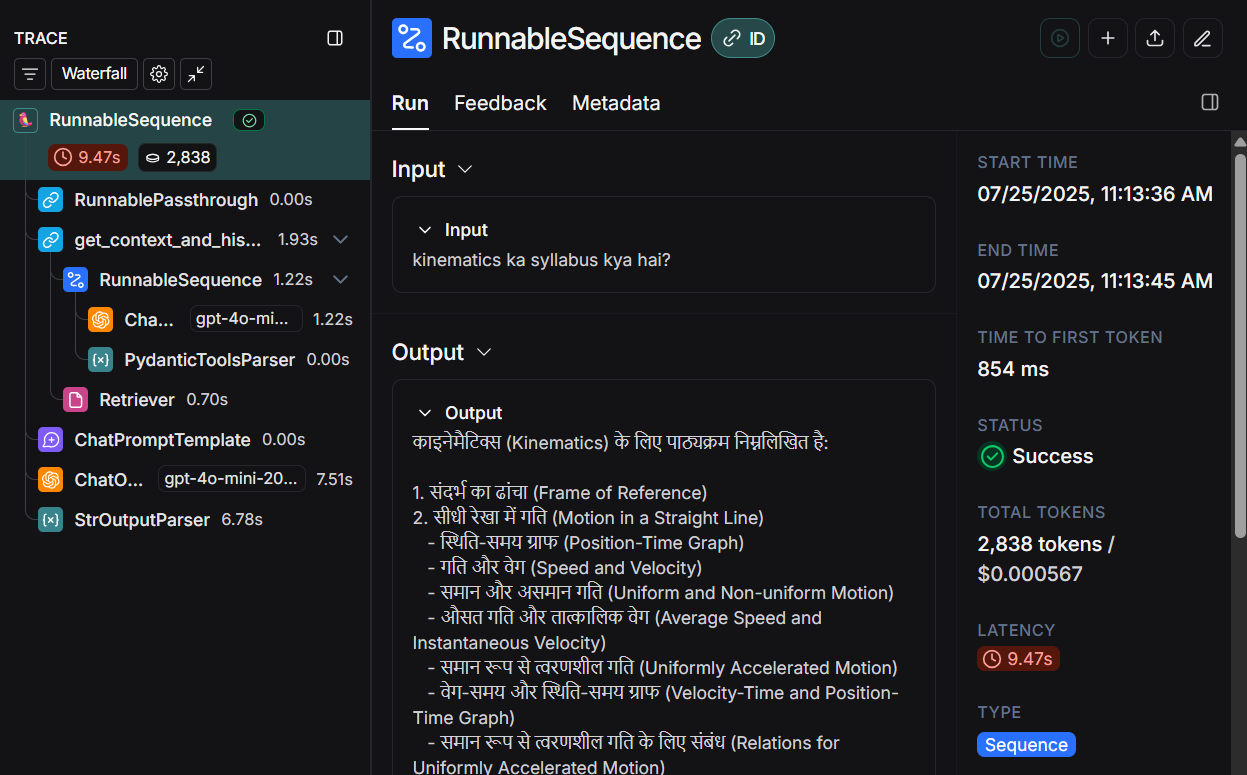 TRACE
Waterfall
RunnableSequence
9.47s 2,838
RunnablePassthrough 0.00s
get_context_and_his... 1.93s
RunnableSequence 1.22s
Cha... gpt-4o-mi... 1.22s
PydanticToolsParser 0.00s
Retriever 0.70s
ChatPromptTemplate 0.00s
ChatO... gpt-4o-mini-20... 7.51s
StrOutputParser 6.78s
RunnableSequence ID
Run Feedback Metadata
Input
Input
kinematics ka syllabus kya hai?
Output
Output
काइनेमैटिक्स (Kinematics) के लिए पाठ्यक्रम निम्नलिखित है:
1. संदर्भ का ढांचा (Frame of Reference)
2. सीधी रेखा में गति (Motion in a Straight Line)
- स्थिति-समय ग्राफ (Position-Time Graph)
- गति और वेग (Speed and Velocity)
- समान और असमान गति (Uniform and Non-uniform Motion)
- औसत गति और तात्कालिक वेग (Average Speed and
Instantaneous Velocity)
- समान रूप से त्वरणशील गति (Uniformly Accelerated Motion)
- वेग-समय और स्थिति-समय ग्राफ (Velocity-Time and Position-
Time Graph)
- समान रूप से त्वरणशील गति के लिए संबंध (Relations for
Uniformly Accelerated Motion)
START TIME
07/25/2025, 11:13:36 AM
END TIME
07/25/2025, 11:13:45 AM
TIME TO FIRST TOKEN
854 ms
STATUS
Success
TOTAL TOKENS
2,838 tokens /
$0.000567
LATENCY
9.47s
TYPE
Sequence